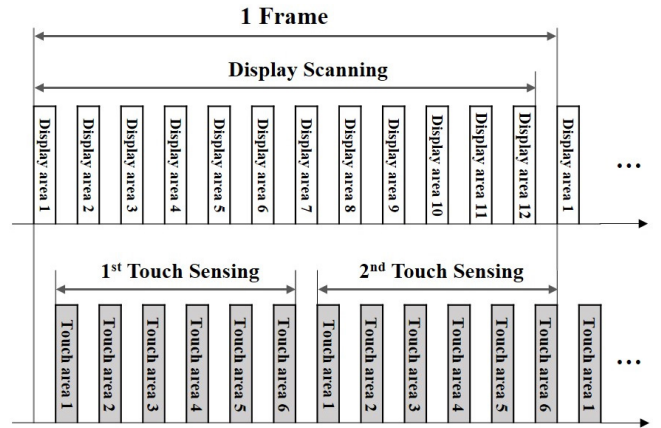 1 Frame
Display Scanning
Display area 1
Display area 2
Display area 3
Display area 4
Display area 5
Display area 6
Display area 7
Display area 8
Display area 9
Display area 10
Display area 11
Display area 12
Display area 1
...
1st Touch Sensing
2nd Touch Sensing
Touch area 1
Touch area 2
Touch area 3
Touch area 4
Touch area 5
Touch area 6
Touch area 1
Touch area 2
Touch area 3
Touch area 4
Touch area 5
Touch area 6
Touch area 1
...